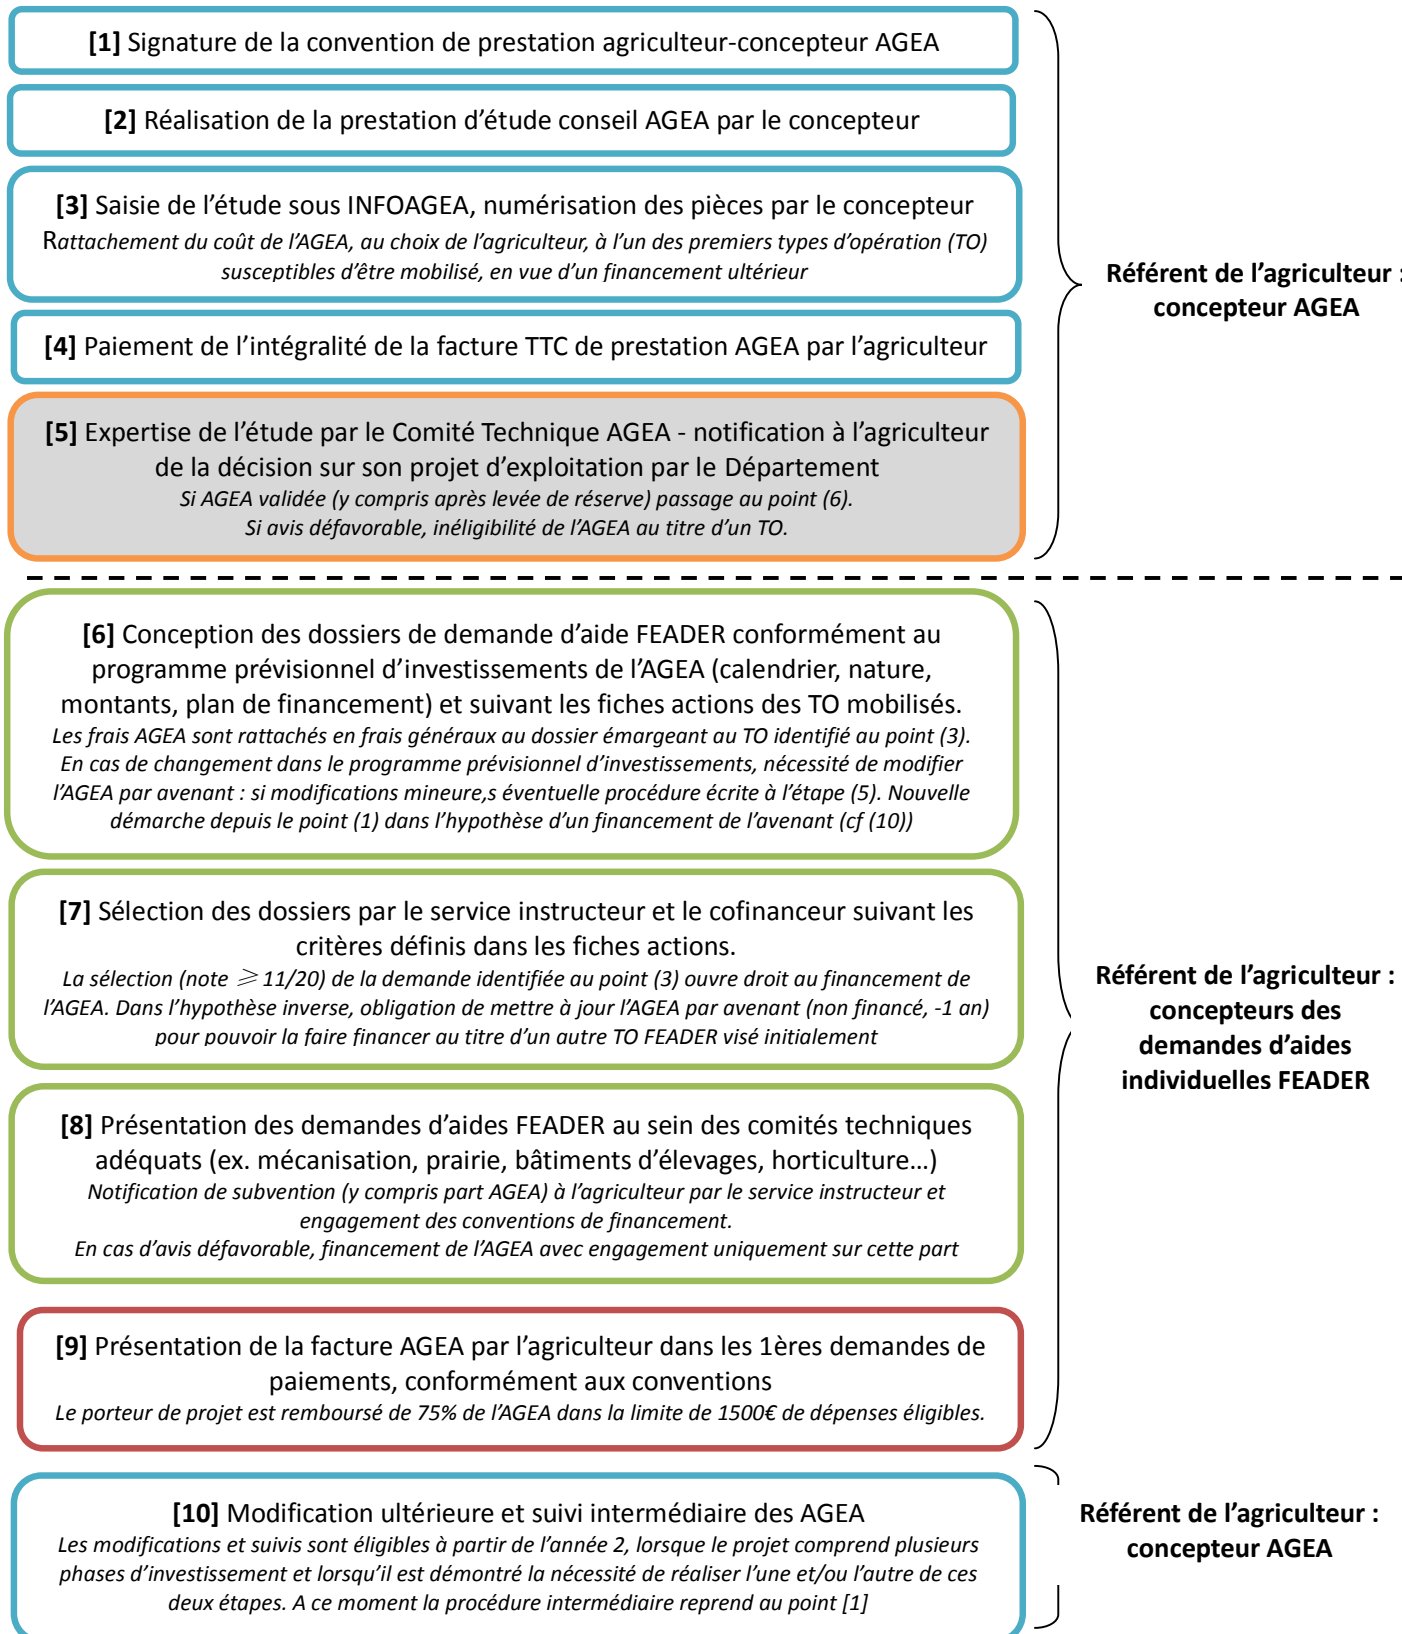 [1] Signature de la convention de prestation agriculteur-concepteur AGEA
[2] Réalisation de la prestation d’étude conseil AGEA par le concepteur
[3] Saisie de l’étude sous INFOAGEA, numérisation des pièces par le concepteur
Rattachement du coût de l’AGEA, au choix de l’agriculteur, à l’un des premiers types d’opération (TO)
susceptibles d’être mobilisé, en vue d’un financement ultérieur
[4] Paiement de l’intégralité de la facture TTC de prestation AGEA par l’agriculteur
[5] Expertise de l’étude par le Comité Technique AGEA - notification à l’agriculteur
de la décision sur son projet d’exploitation par le Département
Si AGEA validée (y compris après levée de réserve) passage au point (6).
Si avis défavorable, inéligibilité de l’AGEA au titre d’un TO.
Référent de l’agriculteur :
concepteur AGEA
[6] Conception des dossiers de demande d’aide FEADER conformément au
programme prévisionnel d’investissements de l’AGEA (calendrier, nature,
montants, plan de financement) et suivant les fiches actions des TO mobilisés.
Les frais AGEA sont rattachés en frais généraux au dossier émargeant au TO identifié au point (3).
En cas de changement dans le programme prévisionnel d’investissements, nécessité de modifier
l’AGEA par avenant : si modifications mineure,s éventuelle procédure écrite à l’étape (5). Nouvelle
démarche depuis le point (1) dans l’hypothèse d’un financement de l’avenant (cf (10))
[7] Sélection des dossiers par le service instructeur et le cofinanceur suivant les
critères définis dans les fiches actions.
La sélection (note ⩾ 11/20) de la demande identifiée au point (3) ouvre droit au financement de
l’AGEA. Dans l’hypothèse inverse, obligation de mettre à jour l’AGEA par avenant (non financé, -1 an)
pour pouvoir la faire financer au titre d’un autre TO FEADER visé initialement
[8] Présentation des demandes d’aides FEADER au sein des comités techniques
adéquats (ex. mécanisation, prairie, bâtiments d’élevages, horticulture…)
Notification de subvention (y compris part AGEA) à l’agriculteur par le service instructeur et
engagement des conventions de financement.
En cas d’avis défavorable, financement de l’AGEA avec engagement uniquement sur cette part
[9] Présentation de la facture AGEA par l’agriculteur dans les 1ères demandes de
paiements, conformément aux conventions
Le porteur de projet est remboursé de 75% de l’AGEA dans la limite de 1500€ de dépenses éligibles.
Référent de l’agriculteur :
concepteurs des
demandes d’aides
individuelles FEADER
[10] Modification ultérieure et suivi intermédiaire des AGEA
Les modifications et suivis sont éligibles à partir de l’année 2, lorsque le projet comprend plusieurs
phases d’investissement et lorsqu’il est démontré la nécessité de réaliser l’une et/ou l’autre de ces
deux étapes. A ce moment la procédure intermédiaire reprend au point [1]
Référent de l’agriculteur :
concepteur AGEA